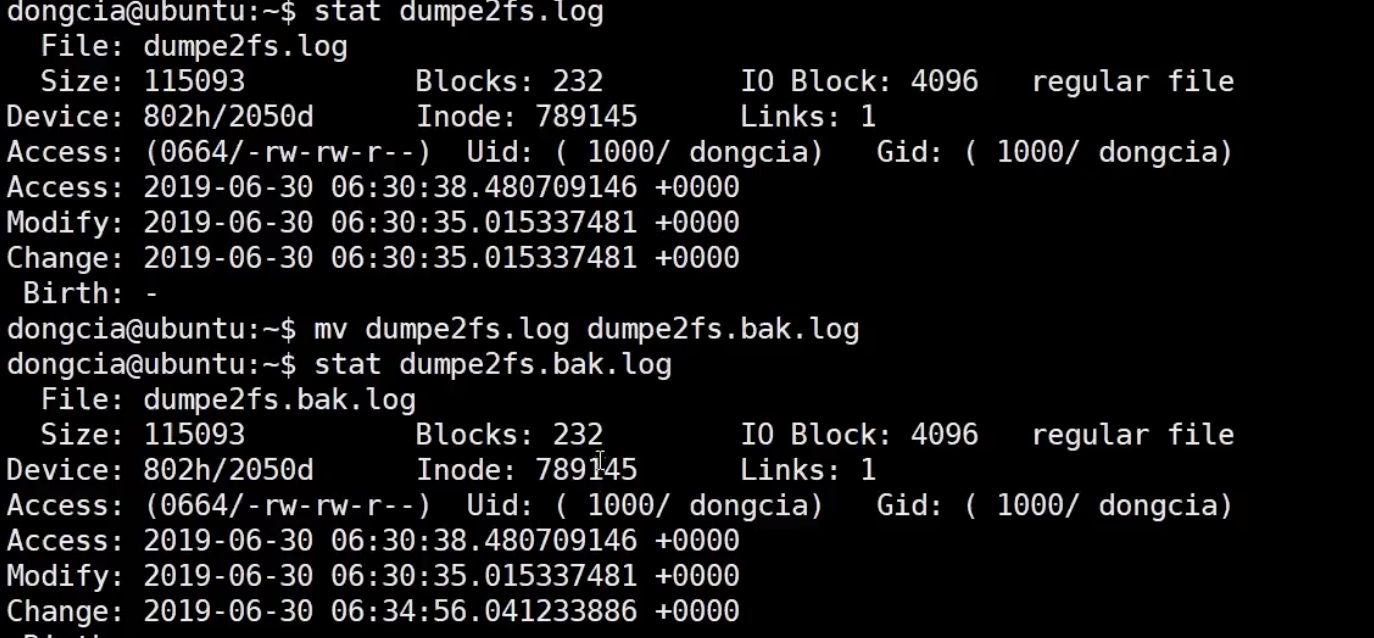 dongcia@ubuntu:~$ stat dumpe2fs.log
  File: dumpe2fs.log
  Size: 115093          Blocks: 232        IO Block: 4096   regular file
Device: 802h/2050d      Inode: 789145      Links: 1
Access: (0664/-rw-rw-r--)  Uid: ( 1000/ dongcia)   Gid: ( 1000/ dongcia)
Access: 2019-06-30 06:30:38.480709146 +0000
Modify: 2019-06-30 06:30:35.015337481 +0000
Change: 2019-06-30 06:30:35.015337481 +0000
 Birth: -
dongcia@ubuntu:~$ mv dumpe2fs.log dumpe2fs.bak.log
dongcia@ubuntu:~$ stat dumpe2fs.bak.log
  File: dumpe2fs.bak.log
  Size: 115093          Blocks: 232        IO Block: 4096   regular file
Device: 802h/2050d      Inode: 789145      Links: 1
Access: (0664/-rw-rw-r--)  Uid: ( 1000/ dongcia)   Gid: ( 1000/ dongcia)
Access: 2019-06-30 06:30:38.480709146 +0000
Modify: 2019-06-30 06:30:35.015337481 +0000
Change: 2019-06-30 06:34:56.041233886 +0000